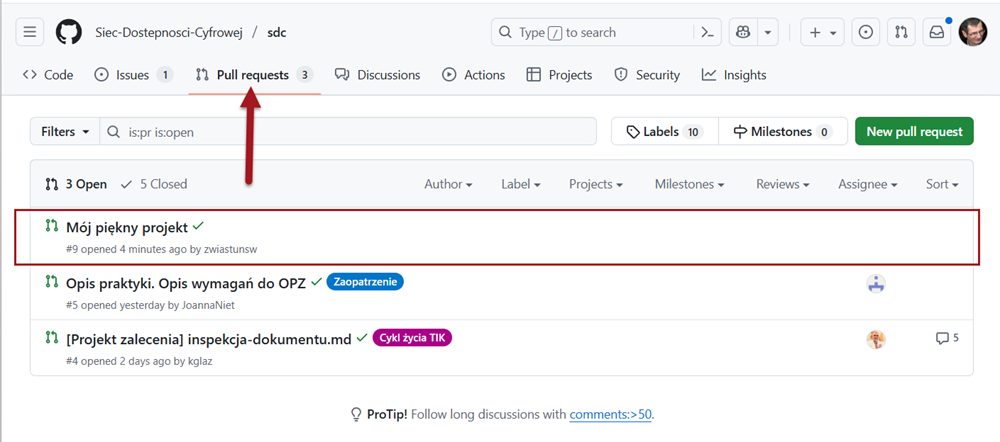 Siec-Dostepnosci-Cyfrowej / sdc
Type / to search
Code Issues 1 Pull requests 3 Discussions Actions Projects Security Insights
Filters is:pr is:open Labels 10 Milestones 0 New pull request
3 Open 5 Closed Author Label Projects Milestones Reviews Assignee Sort
Mój piękny projekt
#9 opened 4 minutes ago by zwiastunsw
Opis praktyki. Opis wymagań do OPZ Zaopatrzenie
#5 opened yesterday by JoannaNiet
[Projekt zalecenia] inspekcja-dokumentu.md Cykl życia TIK 5
#4 opened 2 days ago by kglaz
ProTip! Follow long discussions with comments:>50.